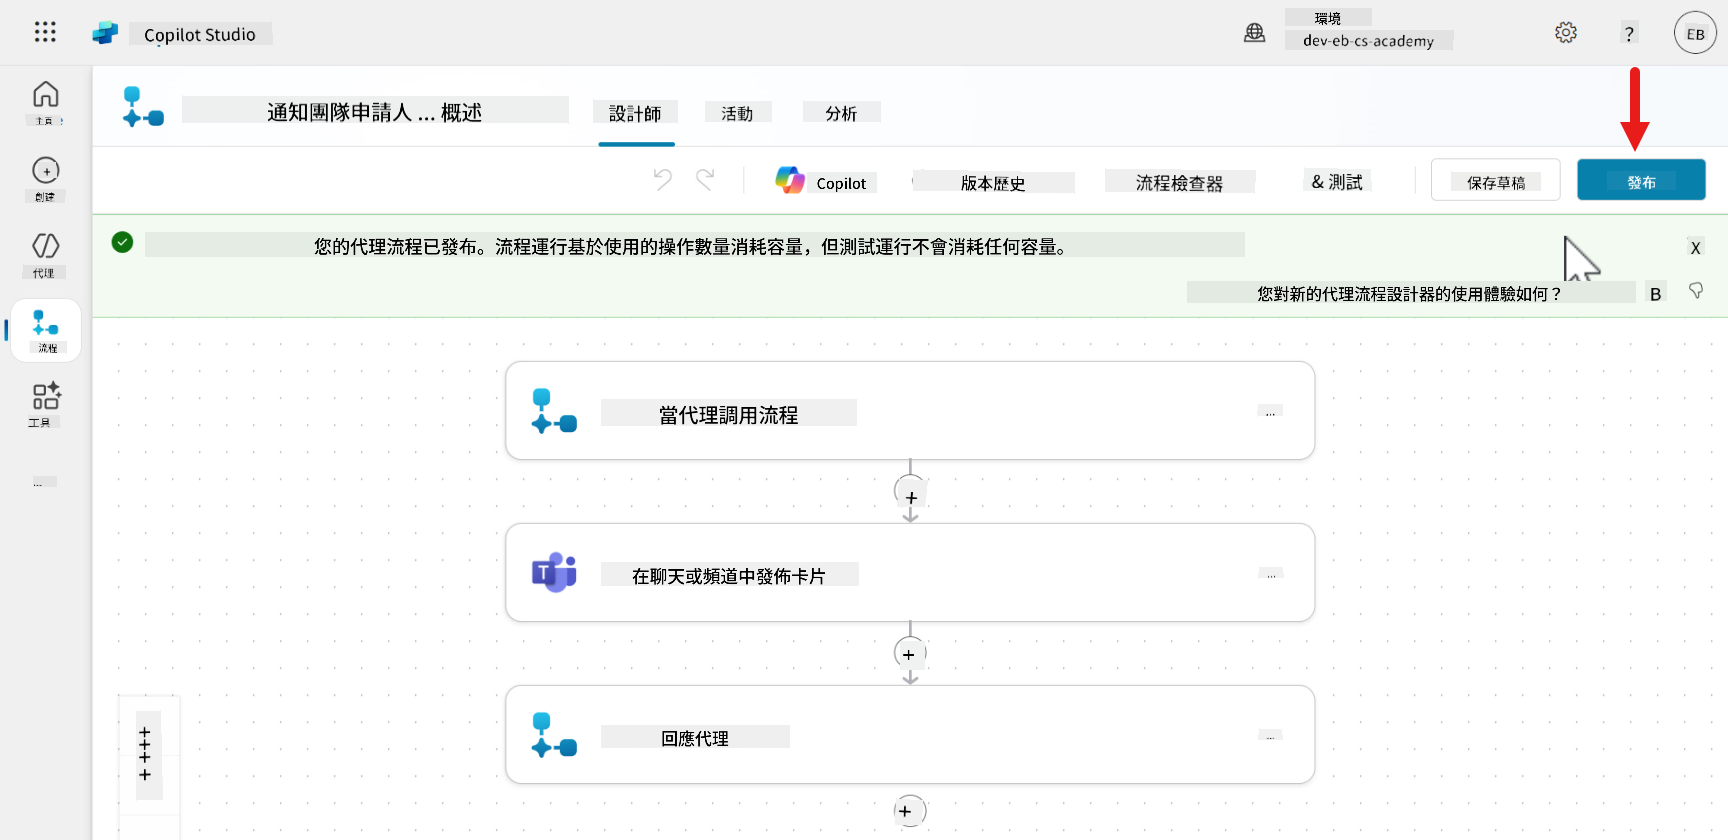 Copilot Studio
環境
dev-eb-cs-academy
?
EB
主頁
創建
代理
流程
工具
...
通知團隊申請人 ... 概述
設計師
活動
分析
Copilot
版本歷史
流程檢查器
& 測試
保存草稿
發布
您的代理流程已發布。流程運行基於使用的操作數量消耗容量，但測試運行不會消耗任何容量。
X
您對新的代理流程設計器的使用體驗如何？
B
當代理調用流程
...
+
在聊天或頻道中發佈卡片
...
+
回應代理
...
+
+
+
+
+